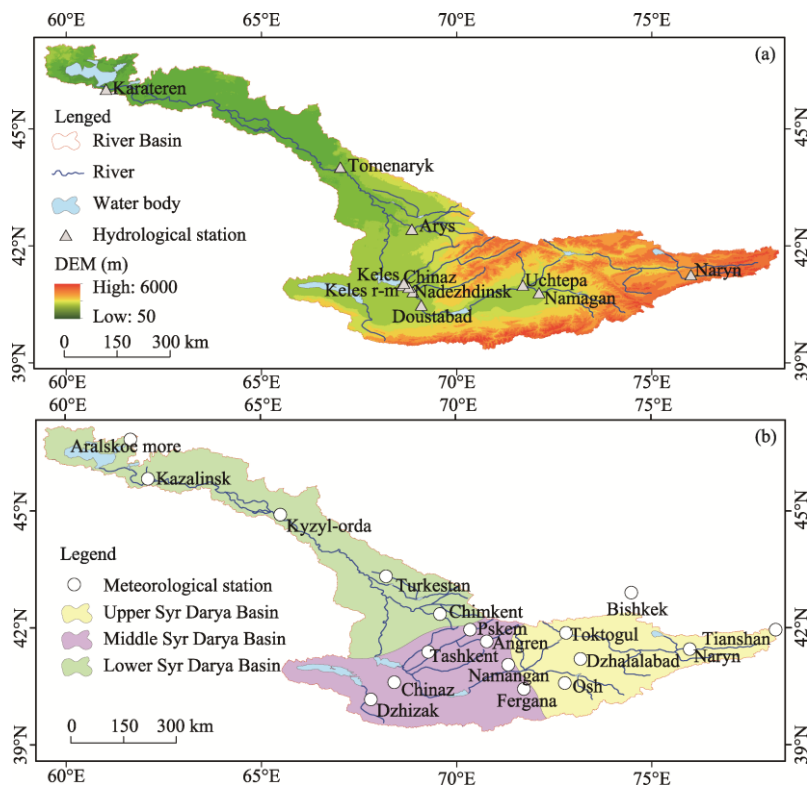 60°E 65°E 70°E 75°E
(a)
Karateren
45°N 45°N
Lenged
River Basin
River
Water body
Hydrological station
DEM (m)
High: 6000
Low: 50
0 150 300 km
Tomenaryk
Arys
42°N 42°N
Keles Chinaz
Keles r-m Nadezhdinsk
Doustabad
Uchtepa
Namagan
Naryn
39°N 39°N
60°E 65°E 70°E 75°E
(b)
Aralskoe more
Kazalinsk
45°N 45°N
Kyzyl-orda
Legend
Meteorological station
Upper Syr Darya Basin
Middle Syr Darya Basin
Lower Syr Darya Basin
0 150 300 km
Turkestan
Chimkent
Bishkek
42°N 42°N
Pskem
Angren
Tashkent
Toktogul
Tianshan
Naryn
Dzhalalabad
Namangan
Osh
Chinaz
Fergana
Dzhizak
39°N 39°N
60°E 65°E 70°E 75°E